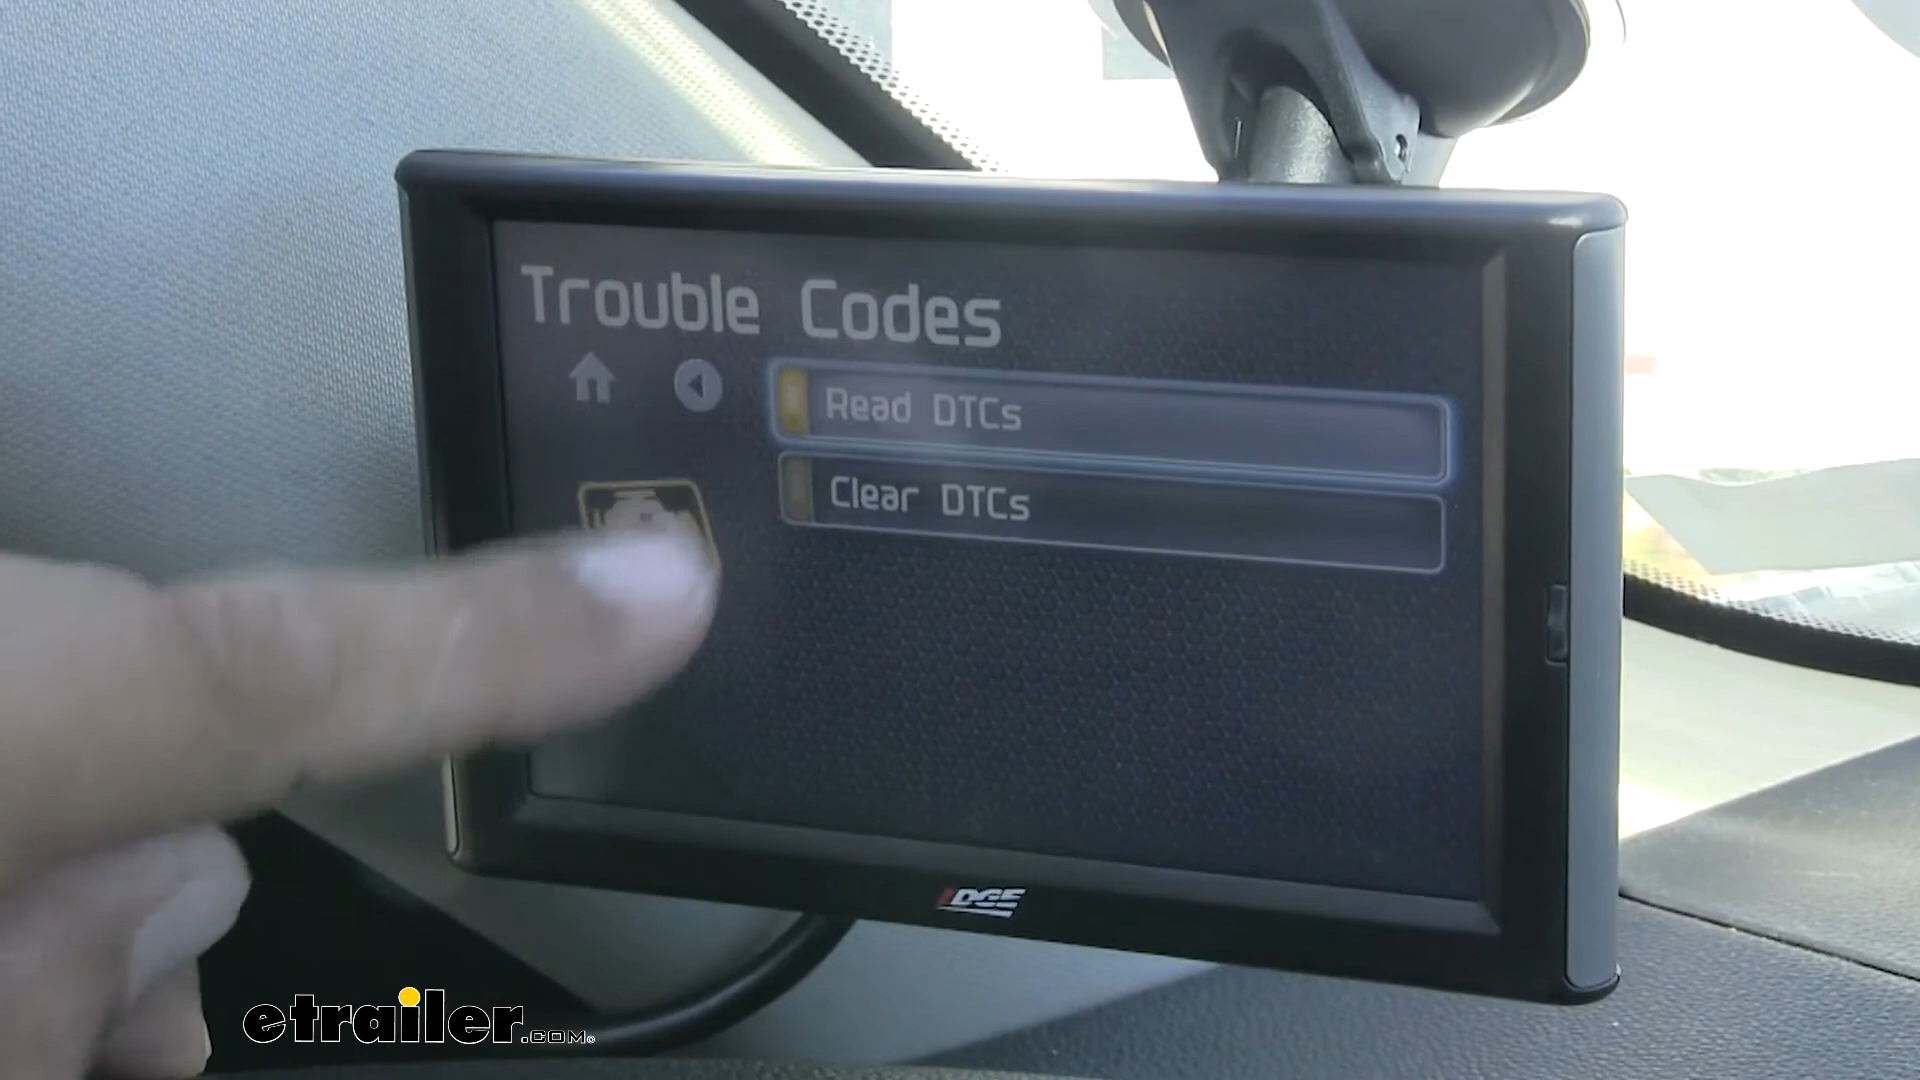 Trouble Codes
Read DTCs
Clear DTCs
EDGE
etrailer.com